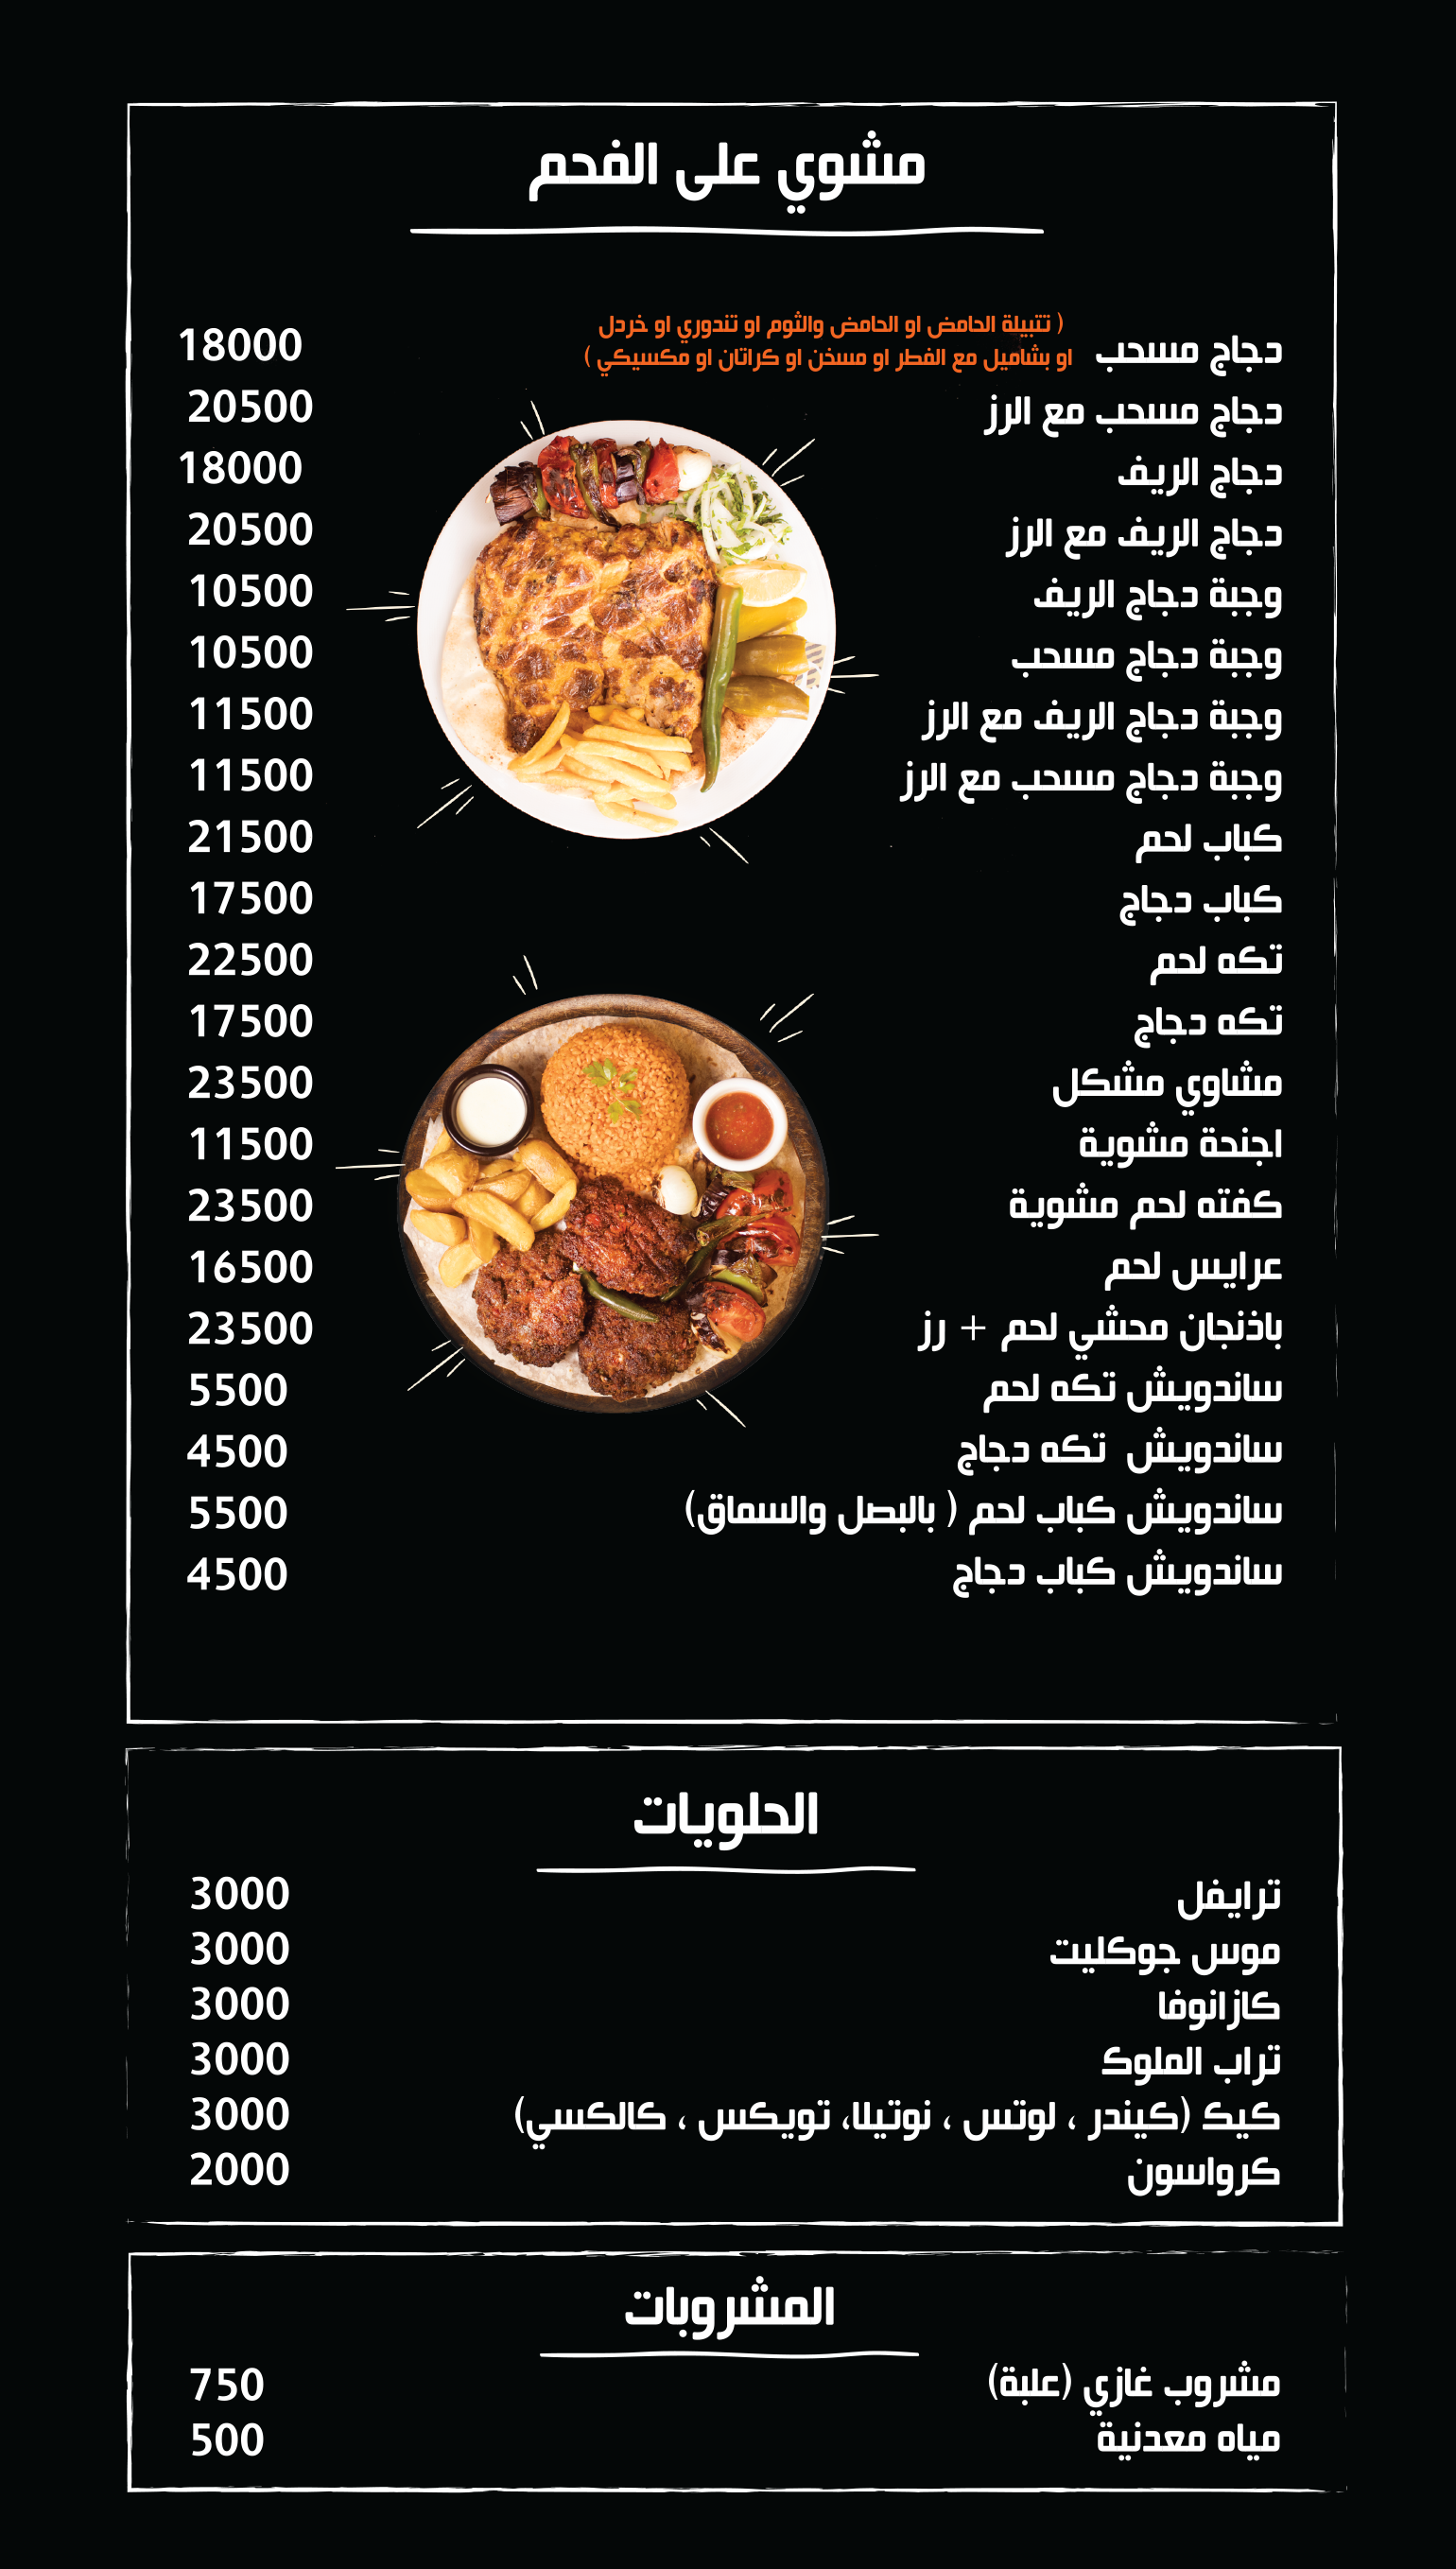 مشوي على الفحم
دجاج مسحب ( تتبيلة الحامض او الحامض والثوم او تندوري او خردل
او بشاميل مع الفطر او مسخن او كراتان او مكسيكي ) 18000
دجاج مسحب مع الرز 20500
دجاج الريف 18000
دجاج الريف مع الرز 20500
وجبة دجاج الريف 10500
وجبة دجاج مسحب 10500
وجبة دجاج الريف مع الرز 11500
وجبة دجاج مسحب مع الرز 11500
كباب لحم 21500
كباب دجاج 17500
تكه لحم 22500
تكه دجاج 17500
مشاوي مشكل 23500
اجنحة مشوية 11500
كفته لحم مشوية 23500
عرايس لحم 16500
باذنجان محشي لحم + رز 23500
ساندويش تكه لحم 5500
ساندويش تكه دجاج 4500
ساندويش كباب لحم ( بالبصل والسماق) 5500
ساندويش كباب دجاج 4500
الحلويات
ترايفل 3000
موس جوكليت 3000
كازانوفا 3000
تراب الملوك 3000
كيك (كيندر ، لوتس ، نوتيلا، تويكس ، كالكسي) 3000
كرواسون 2000
المشروبات
مشروب غازي (علبة) 750
مياه معدنية 500